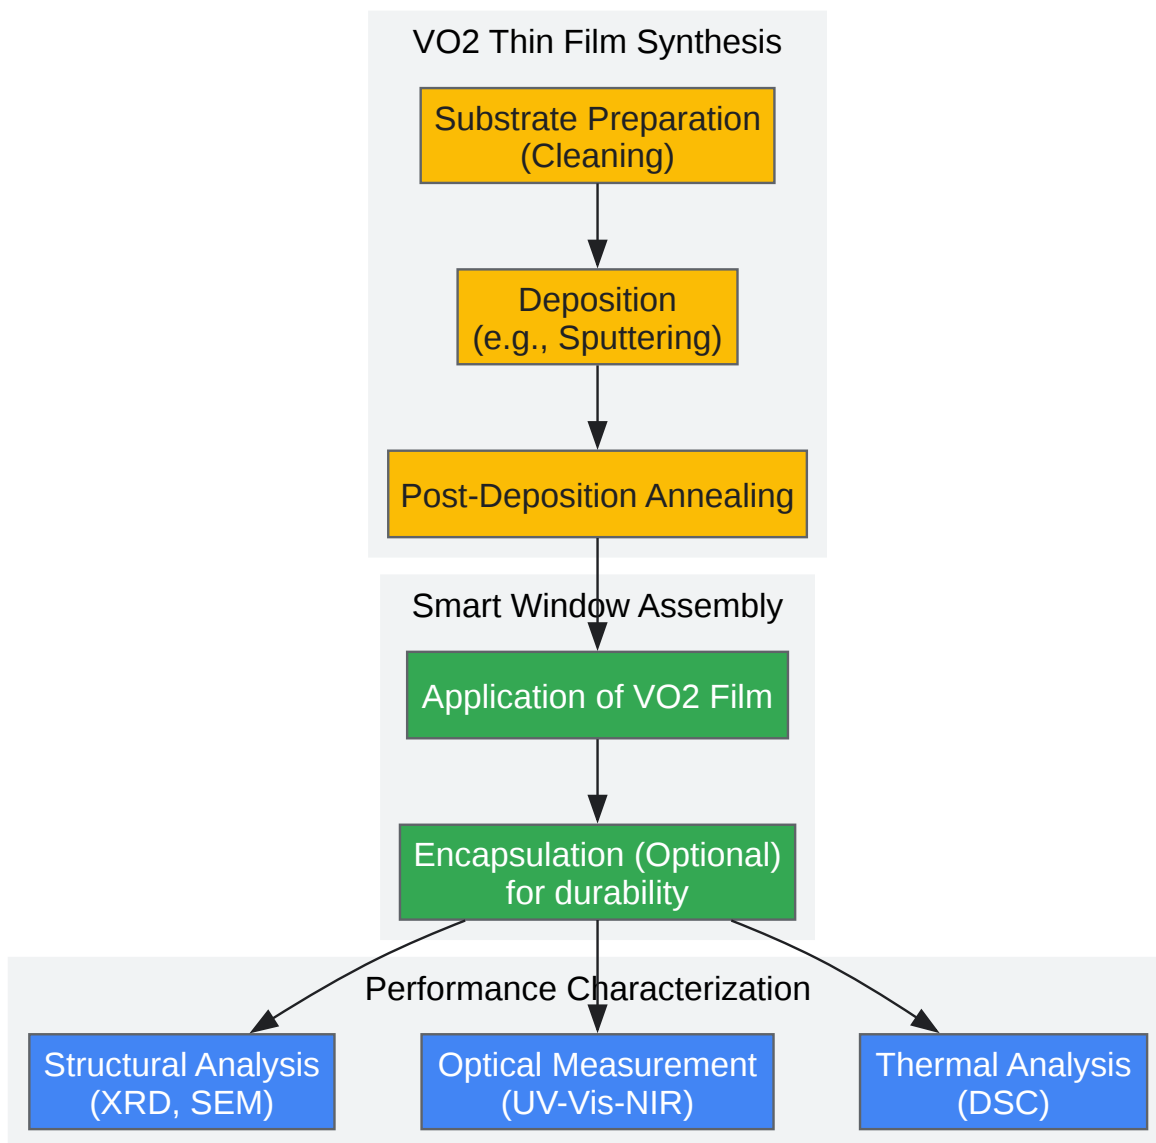 VO2 Thin Film Synthesis
Substrate Preparation
(Cleaning)
Deposition
(e.g., Sputtering)
Post-Deposition Annealing
Smart Window Assembly
Application of VO2 Film
Encapsulation (Optional)
for durability
Performance Characterization
Structural Analysis
(XRD, SEM)
Optical Measurement
(UV-Vis-NIR)
Thermal Analysis
(DSC)